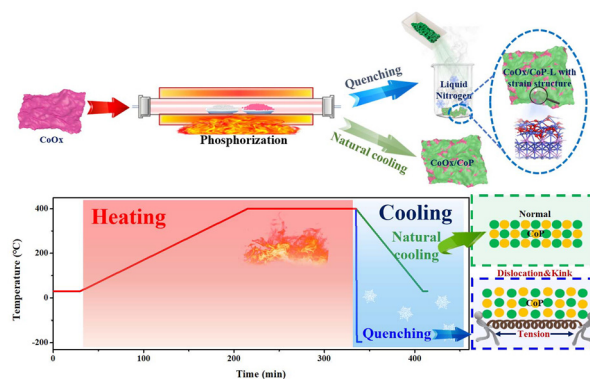 CoOx
Phosphorization
Quenching
Natural cooling
Liquid
Nitrogen
CoOx/CoP-L with
strain structure
CoOx/CoP
Temperature (°C)
400
200
0
-200
0
100
200
300
400
Time (min)
Heating
Cooling
Natural
cooling
Quenching
Normal
CoP
Dislocation&Kink
CoP
Tension